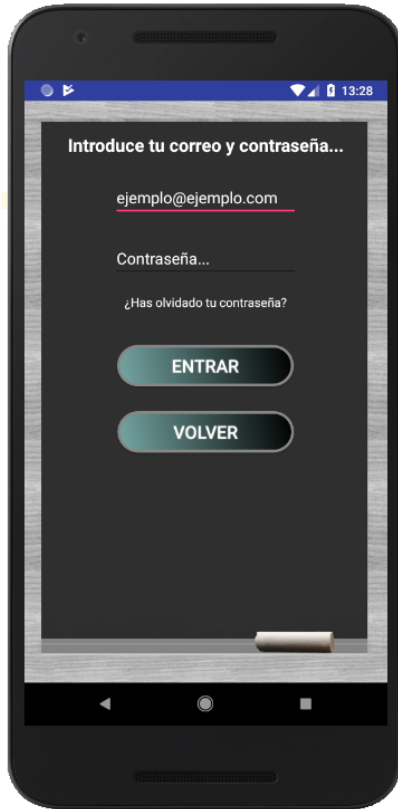 13:28
Introduce tu correo y contraseña...
ejemplo@ejemplo.com
Contraseña...
¿Has olvidado tu contraseña?
ENTRAR
VOLVER